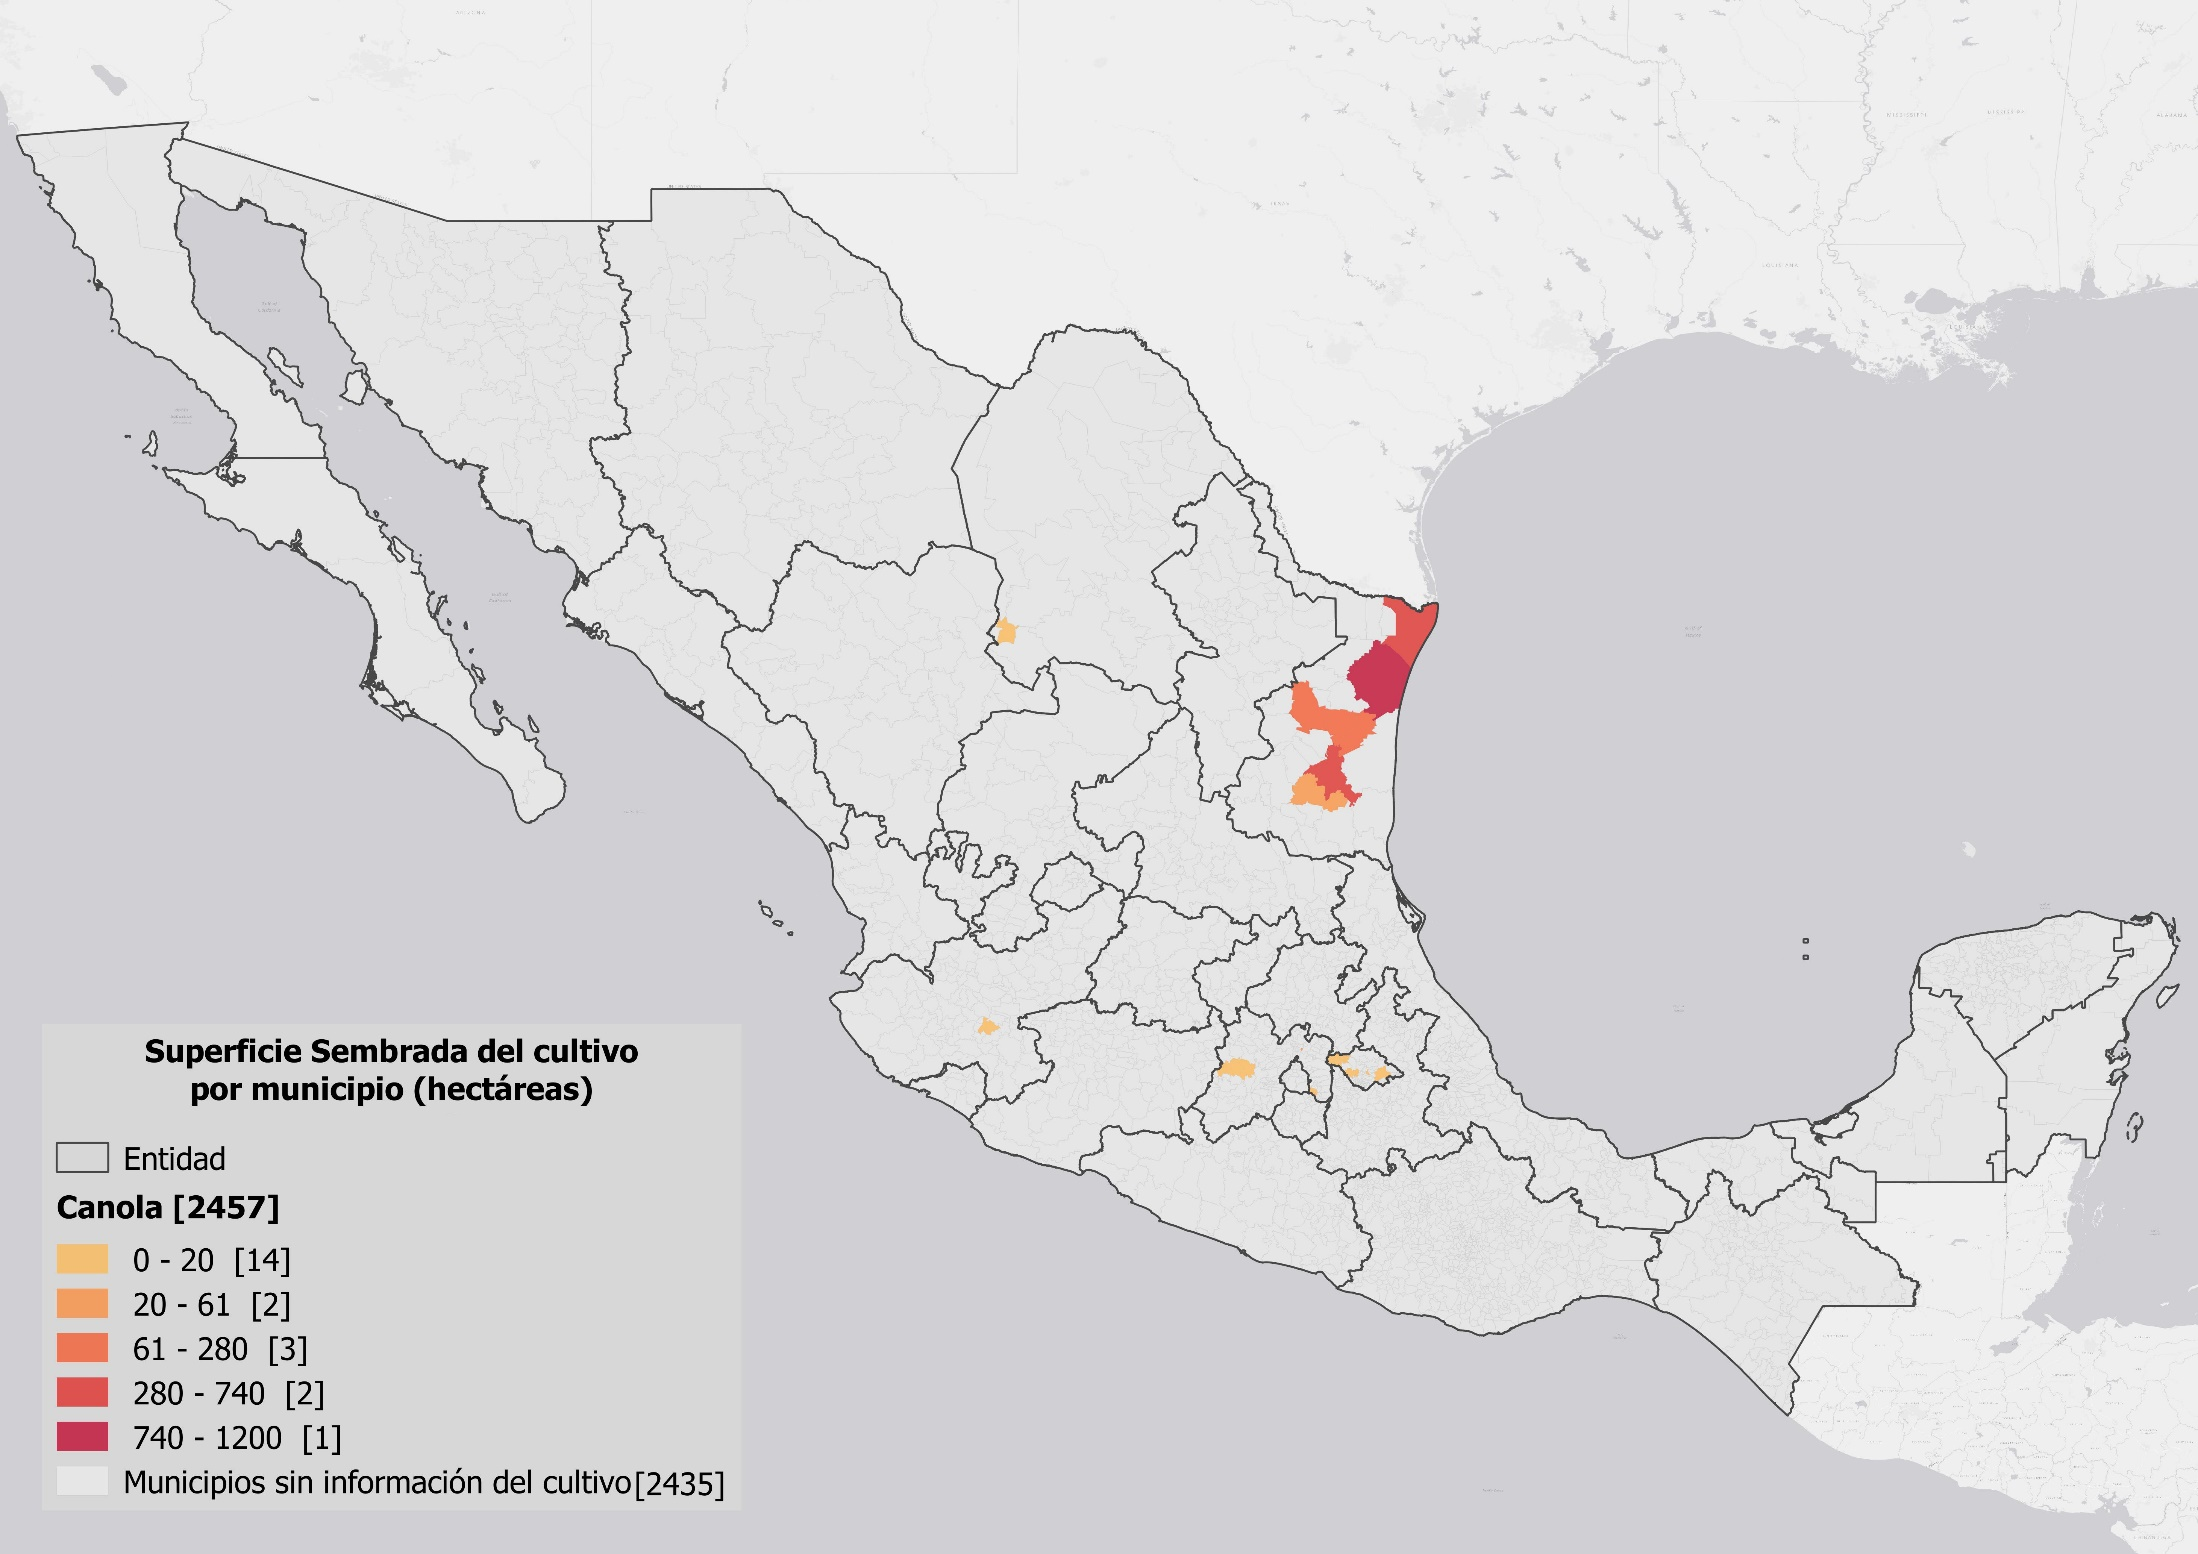 Superficie Sembrada del cultivo
por municipio (hectáreas)
Entidad
Canola [2457]
0 - 20 [14]
20 - 61 [2]
61 - 280 [3]
280 - 740 [2]
740 - 1200 [1]
Municipios sin información del cultivo [2435]